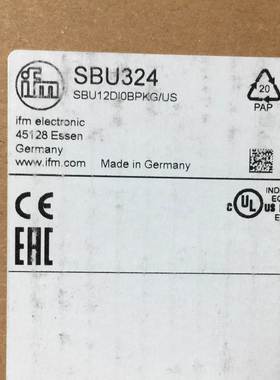 ifm
SBU324
SBU12DI0BPKG/US
ifm electronic
45128 Essen
Germany
www.ifm.com Made in Germany
20
PAP
CE
EAC
c UL us
IND